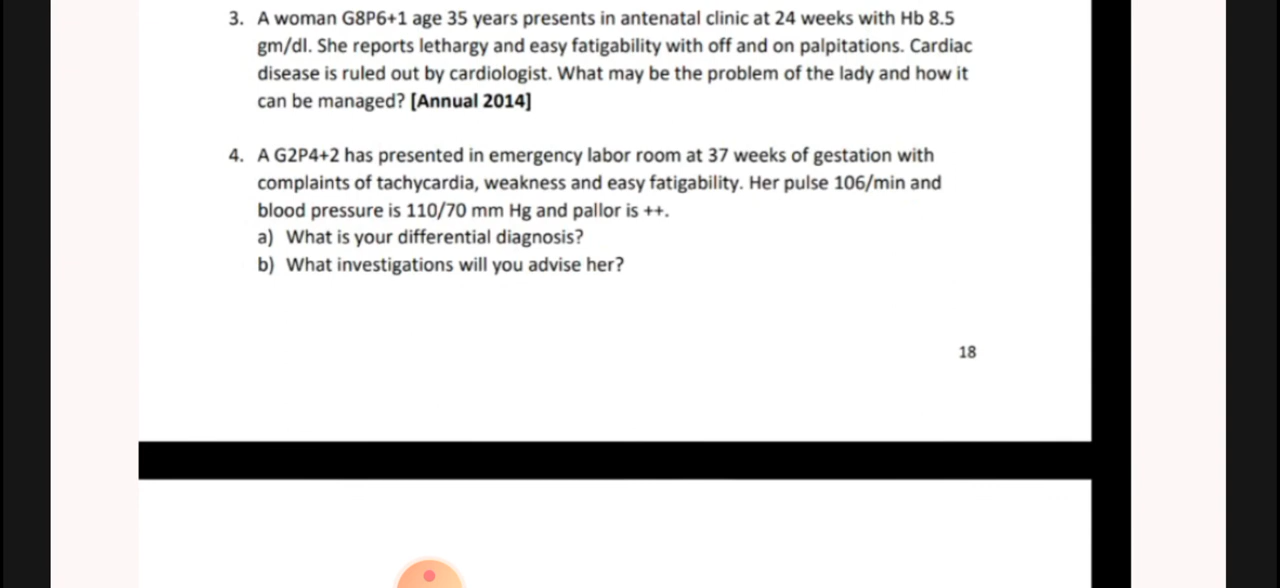 3. A woman G8P6+1 age 35 years presents in antenatal clinic at 24 weeks with Hb 8.5
gm/dl. She reports lethargy and easy fatigability with off and on palpitations. Cardiac
disease is ruled out by cardiologist. What may be the problem of the lady and how it
can be managed? [Annual 2014]
4. A G2P4+2 has presented in emergency labor room at 37 weeks of gestation with
complaints of tachycardia, weakness and easy fatigability. Her pulse 106/min and
blood pressure is 110/70 mm Hg and pallor is ++.
a) What is your differential diagnosis?
b) What investigations will you advise her?
18